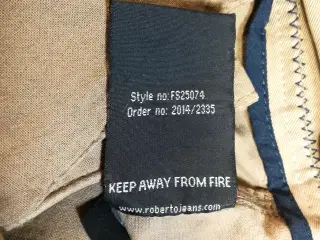 Style no:FS25074
Order no: 2014/2335
KEEP AWAY FROM FIRE
www.robertojeans.com